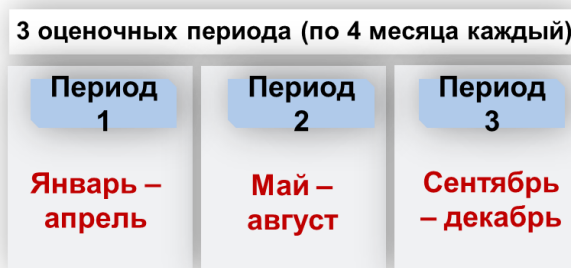 3 оценочных периода (по 4 месяца каждый)
Период
1
Январь –
апрель
Период
2
Май –
август
Период
3
Сентябрь
– декабрь